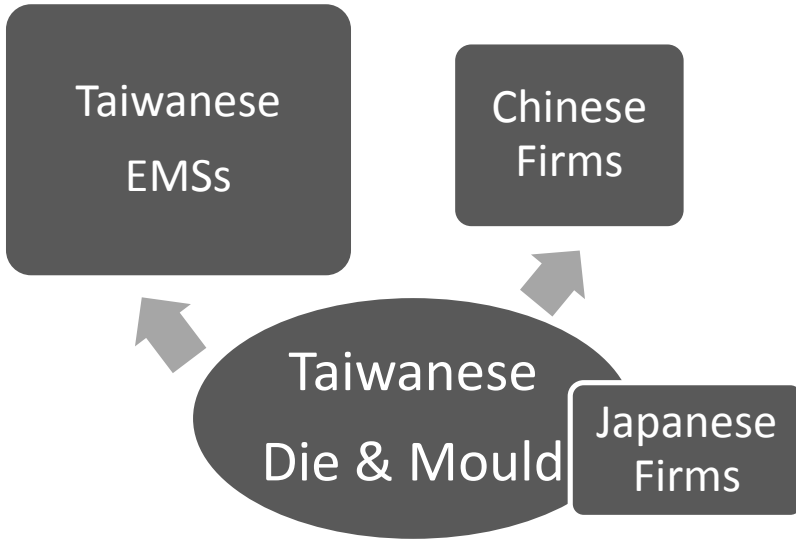 Taiwanese
EMSs
Chinese
Firms
Taiwanese
Die & Mould
Japanese
Firms